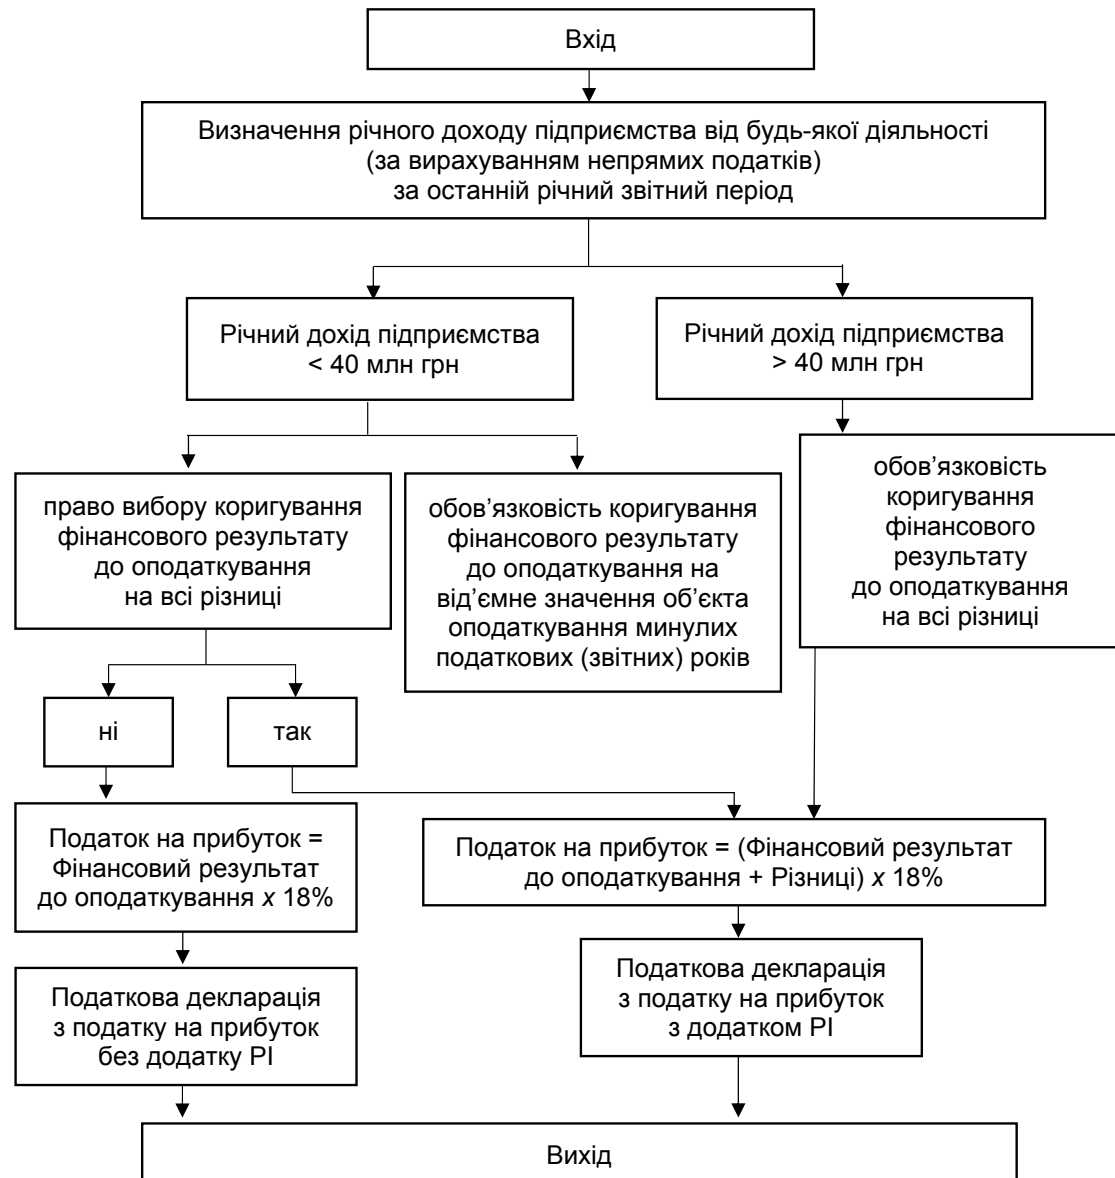 Вхід
Визначення річного доходу підприємства від будь-якої діяльності
(за вирахуванням непрямих податків)
за останній річний звітний період
Річний дохід підприємства
< 40 млн грн
Річний дохід підприємства
> 40 млн грн
право вибору коригування
фінансового результату
до оподаткування
на всі різниці
обов’язковість коригування
фінансового результату
до оподаткування на
від’ємне значення об’єкта
оподаткування минулих
податкових (звітних) років
обов’язковість
коригування
фінансового
результату
до оподаткування
на всі різниці
ні
так
Податок на прибуток =
Фінансовий результат
до оподаткування x 18%
Податок на прибуток = (Фінансовий результат
до оподаткування + Різниці) x 18%
Податкова декларація
з податку на прибуток
без додатку РІ
Податкова декларація
з податку на прибуток
з додатком РІ
Вихід